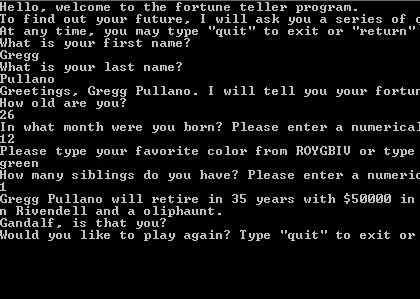 Hello, welcome to the fortune teller program.
To find out your future, I will ask you a series of
At any time, you may type "quit" to exit or "return"
What is your first name?
Gregg
What is your last name?
Pullano
Greetings, Gregg Pullano. I will tell you your
How old are you?
26
In what month were you born? Please enter a
12
Please type your favorite color from ROYGBIV or type
green
How many siblings do you have? Please enter a
1
Gregg Pullano will retire in 35 years with $50000 in
n Rivendell and a oliphaunt.
Gandalf, is that you?
Would you like to play again? Type "quit" to exit or